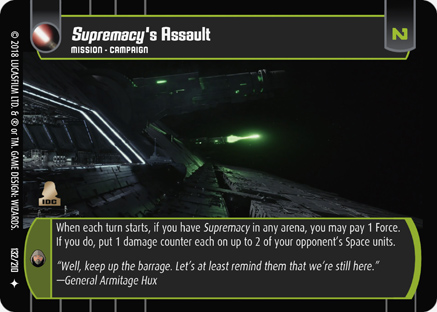 Supremacy's Assault
MISSION - CAMPAIGN
N
IDC
When each turn starts, if you have Supremacy in any arena, you may pay 1 Force.
If you do, put 1 damage counter each on up to 2 of your opponent's Space units.
"Well, keep up the barrage. Let's at least remind them that we're still here."
—General Armitage Hux
© 2018 LUCASFILM LTD. & ® or TM. GAME DESIGN: WIZARDS. 132/210